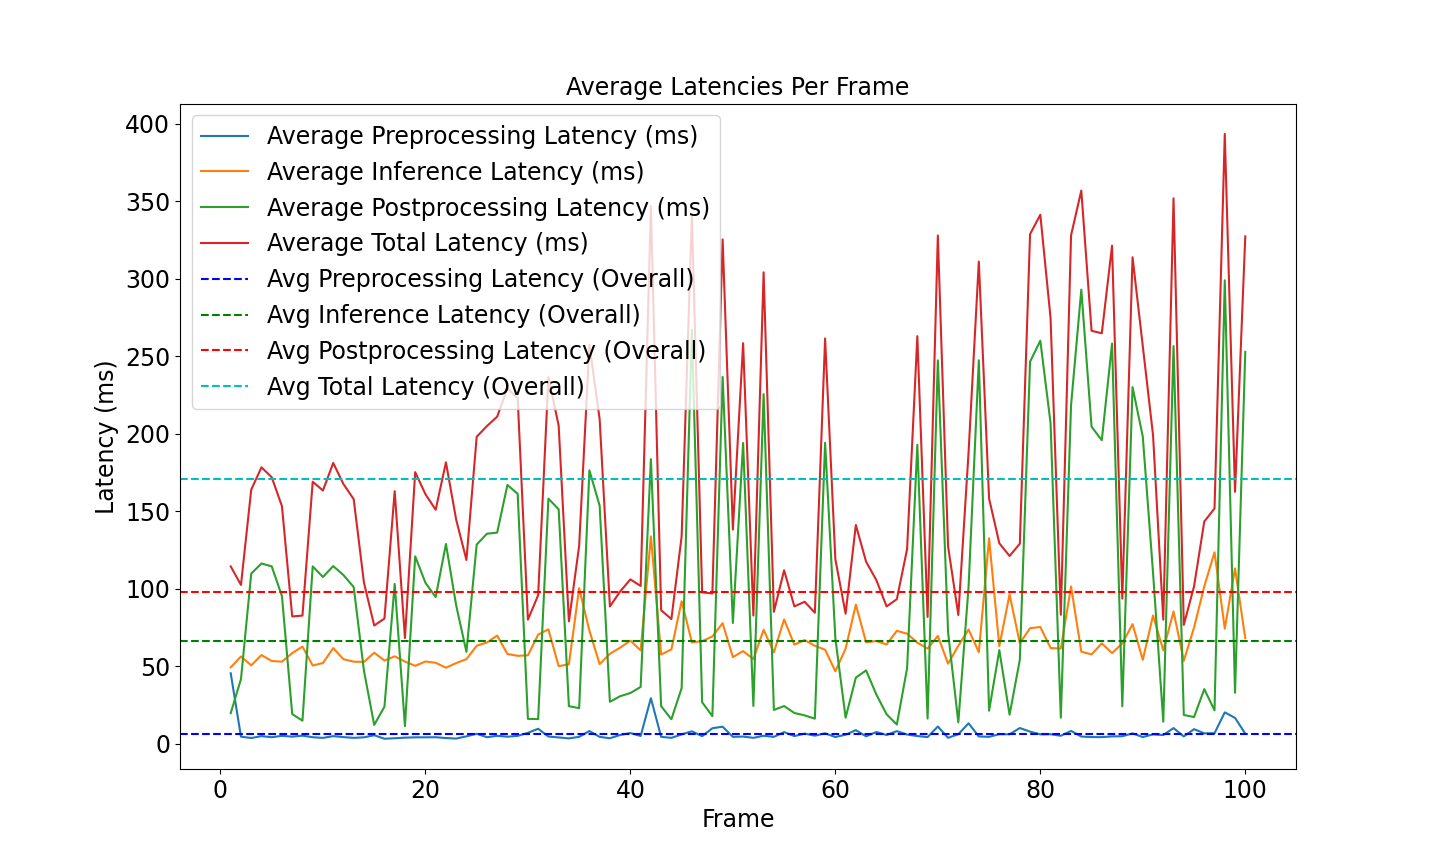 Average Latencies Per Frame
400
350
300
250
200
150
100
50
0
Latency (ms)
Average Preprocessing Latency (ms)
Average Inference Latency (ms)
Average Postprocessing Latency (ms)
Average Total Latency (ms)
Avg Preprocessing Latency (Overall)
Avg Inference Latency (Overall)
Avg Postprocessing Latency (Overall)
Avg Total Latency (Overall)
0 20 40 60 80 100
Frame